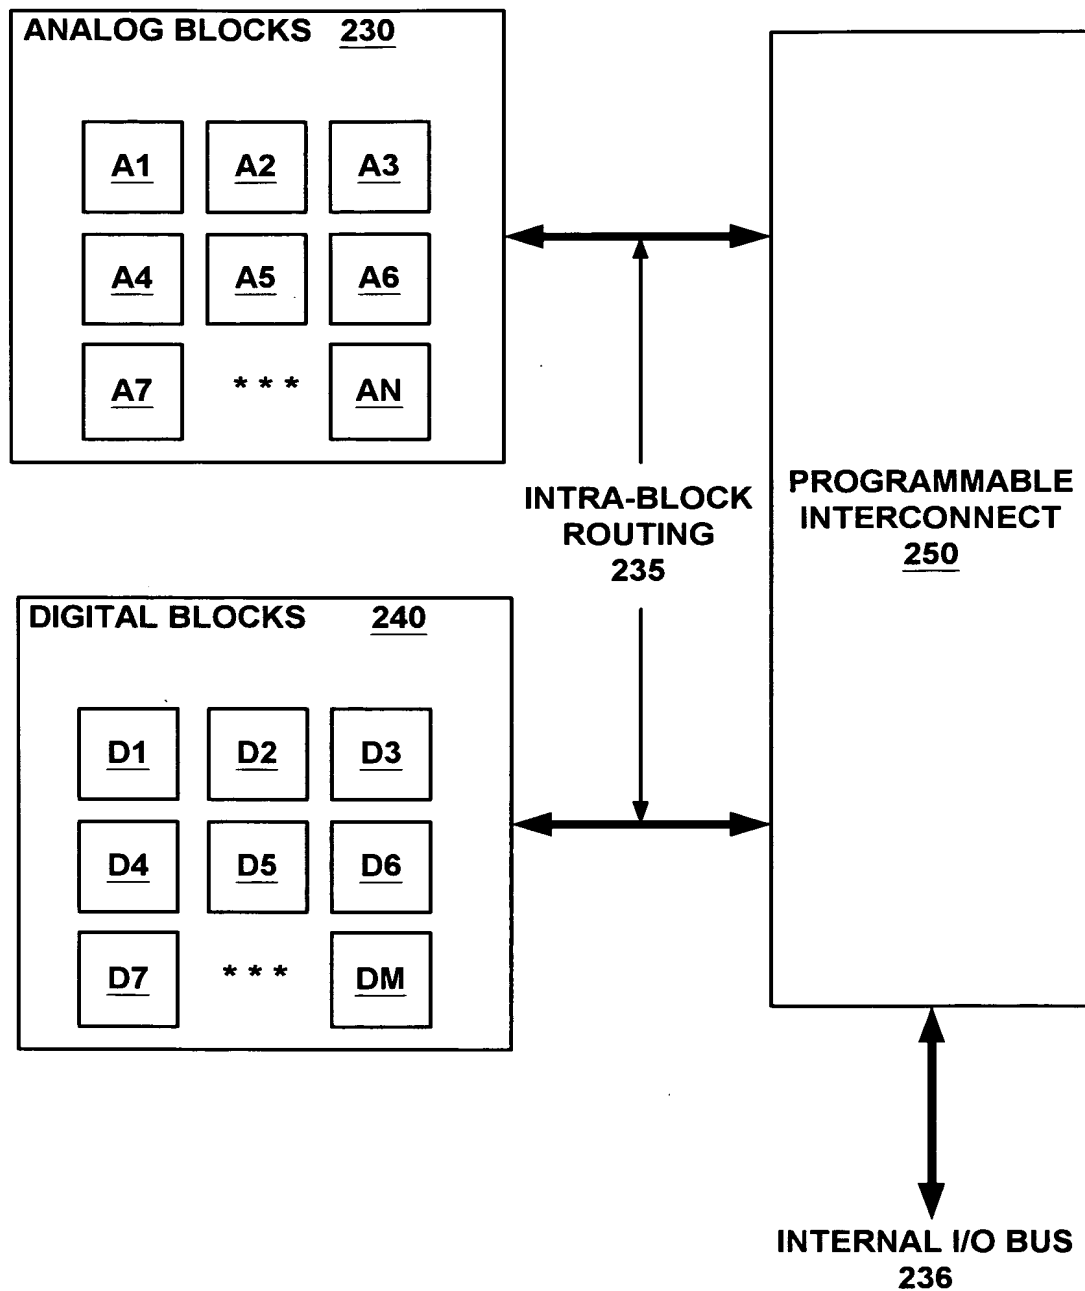 ANALOG BLOCKS 230
A1 A2 A3
A4 A5 A6
A7 * * * AN
INTRA-BLOCK
ROUTING
235
PROGRAMMABLE
INTERCONNECT
250
DIGITAL BLOCKS 240
D1 D2 D3
D4 D5 D6
D7 * * * DM
INTERNAL I/O BUS
236